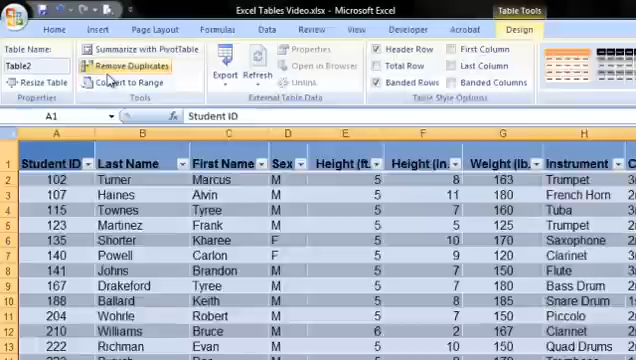 Excel Tables Video.xlsx - Microsoft Excel
Table Tools
Home Insert Page Layout Formulas Data Review View Design
Table Name:
Table2
Resize Table
Properties
Summarize with PivotTable
Remove Duplicates
Convert to Range
Tools
Export Refresh
Properties
Open in Browser
Unlink
External Table Data
Header Row First Column
Total Row Last Column
Banded Rows Banded Columns
Table Style Options
A1 fx Student ID
A B C D E F G H
1 Student ID Last Name First Name Sex Height (ft. Height (in. Weight (lb. Instrument C
2 102 Turner Marcus M 5 8 163 Trumpet
3 107 Haines Alvin M 5 11 180 French Horn
4 115 Townes Tyree M 5 7 160 Tuba
5 123 Martinez Frank M 5 5 125 Trumpet
6 135 Shorter Kharee F 5 10 170 Saxophone
7 140 Powell Carlon F 5 9 120 Clarinet
8 141 Johns Brandon M 5 7 150 Flute
9 167 Drakeford Tyree M 5 9 180 Bass Drum
10 188 Ballard Keith M 5 8 185 Snare Drum
11 204 Wohrle Robert M 5 7 150 Piccolo
12 210 Williams Bruce M 6 2 167 Clarinet
13 222 Richman Evan M 5 10 150 Quad Drums